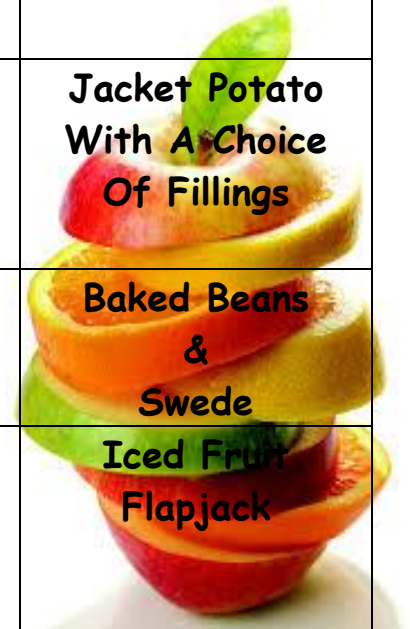 Jacket Potato
With A Choice
Of Fillings
Baked Beans
&
Swede
Iced Fruit
Flapjack